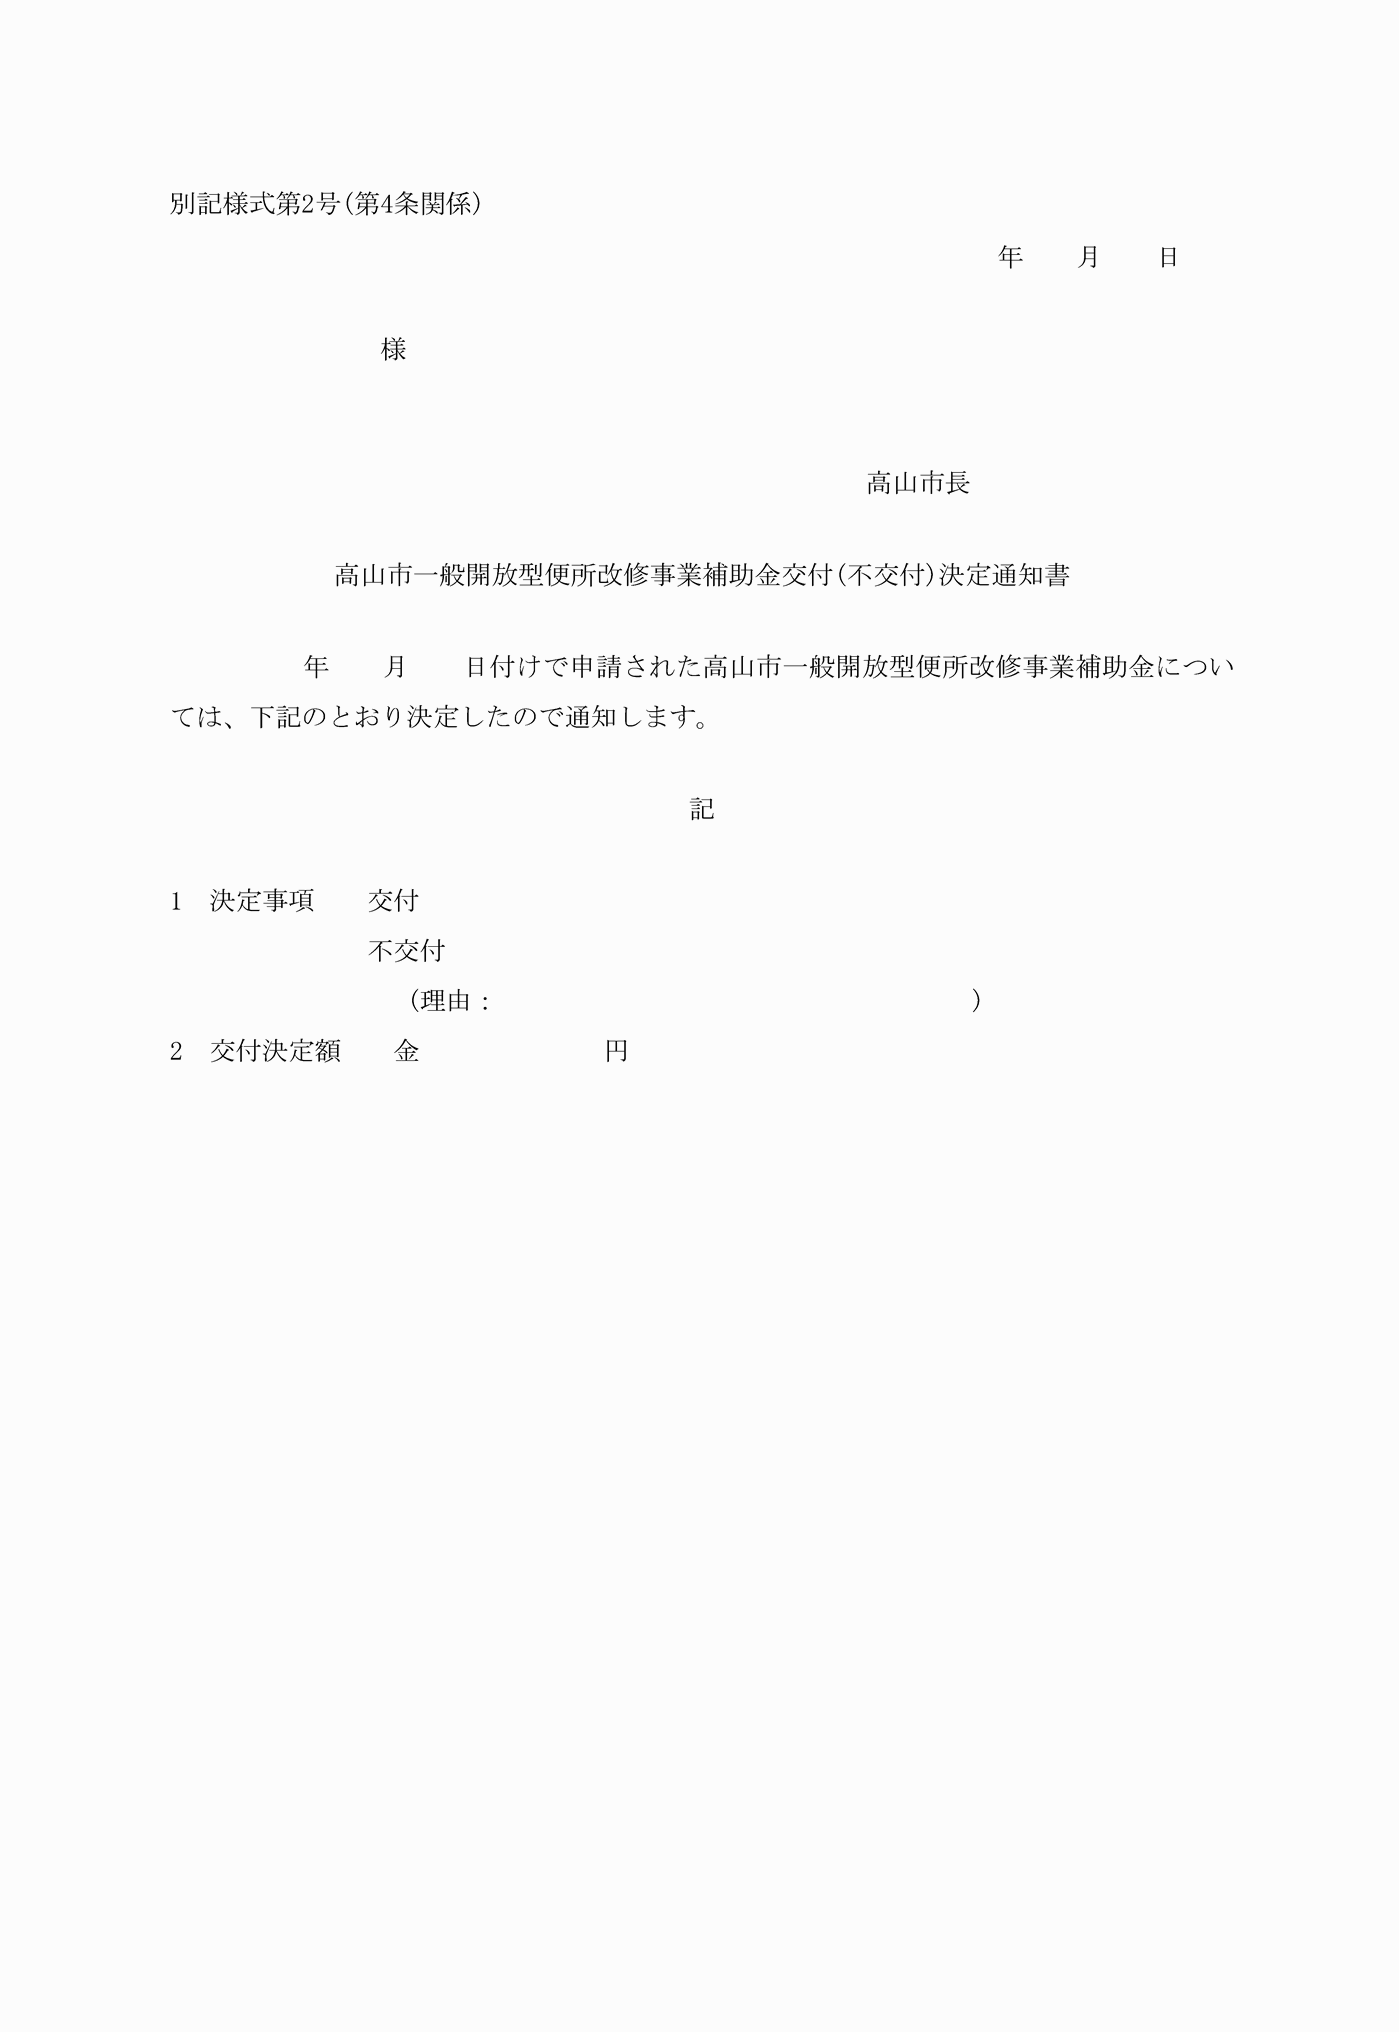 別記様式第2号(第4条関係)
年　　月　　日
様
高山市長
高山市一般開放型便所改修事業補助金交付(不交付)決定通知書
年　　月　　日付けで申請された高山市一般開放型便所改修事業補助金につい
ては、下記のとおり決定したので通知します。
記
1　決定事項　　交付
不交付
（理由：　　　　　　　　　　　　　　　　　　）
2　交付決定額　　金　　　　　　　円